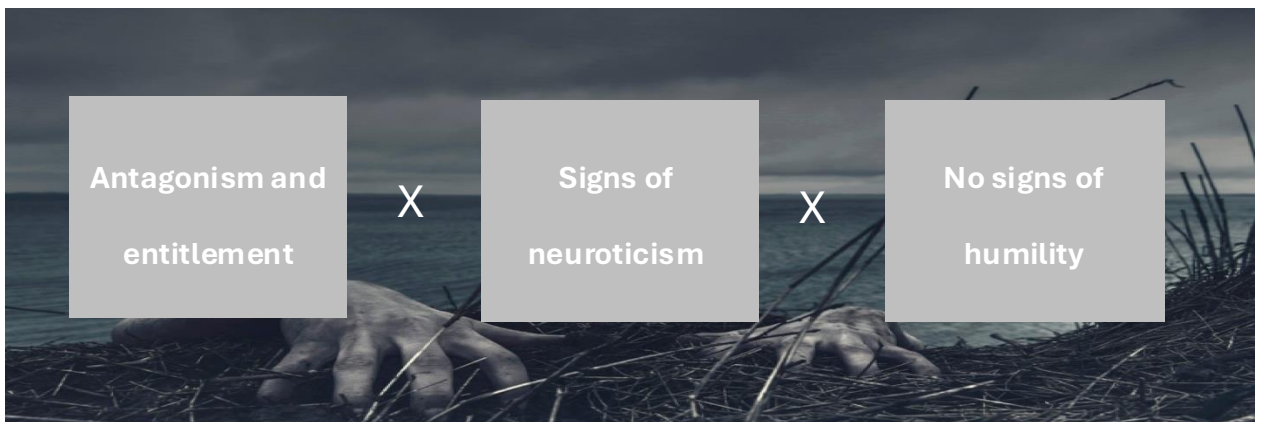 Antagonism and
entitlement
X
Signs of
neuroticism
X
No signs of
humility